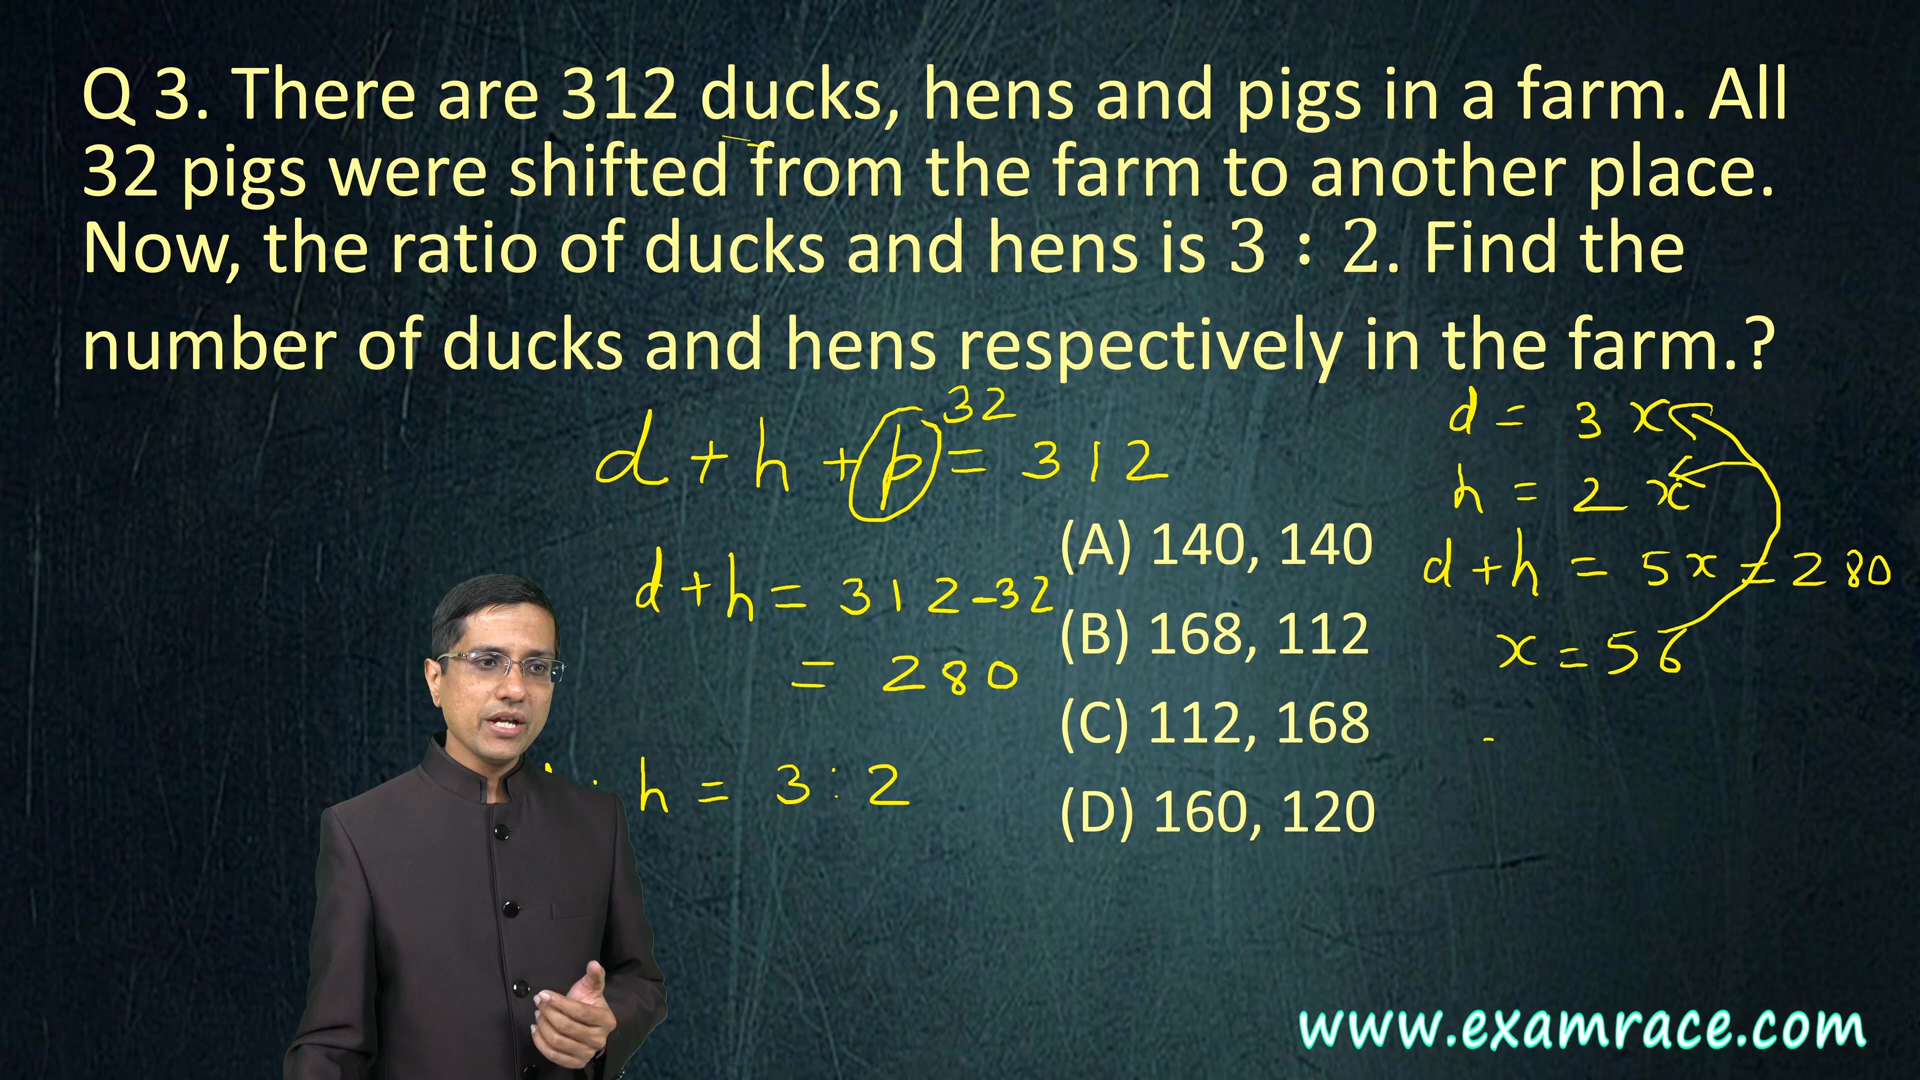 Q 3. There are 312 ducks, hens and pigs in a farm. All
32 pigs were shifted from the farm to another place.
Now, the ratio of ducks and hens is 3 : 2. Find the
number of ducks and hens respectively in the farm.?
32
d + h + p = 312
d + h = 312 - 32
= 280
: h = 3 : 2
(A) 140, 140
(B) 168, 112
(C) 112, 168
(D) 160, 120
d = 3x
h = 2x
d + h = 5x = 280
x = 56
www.examrace.com